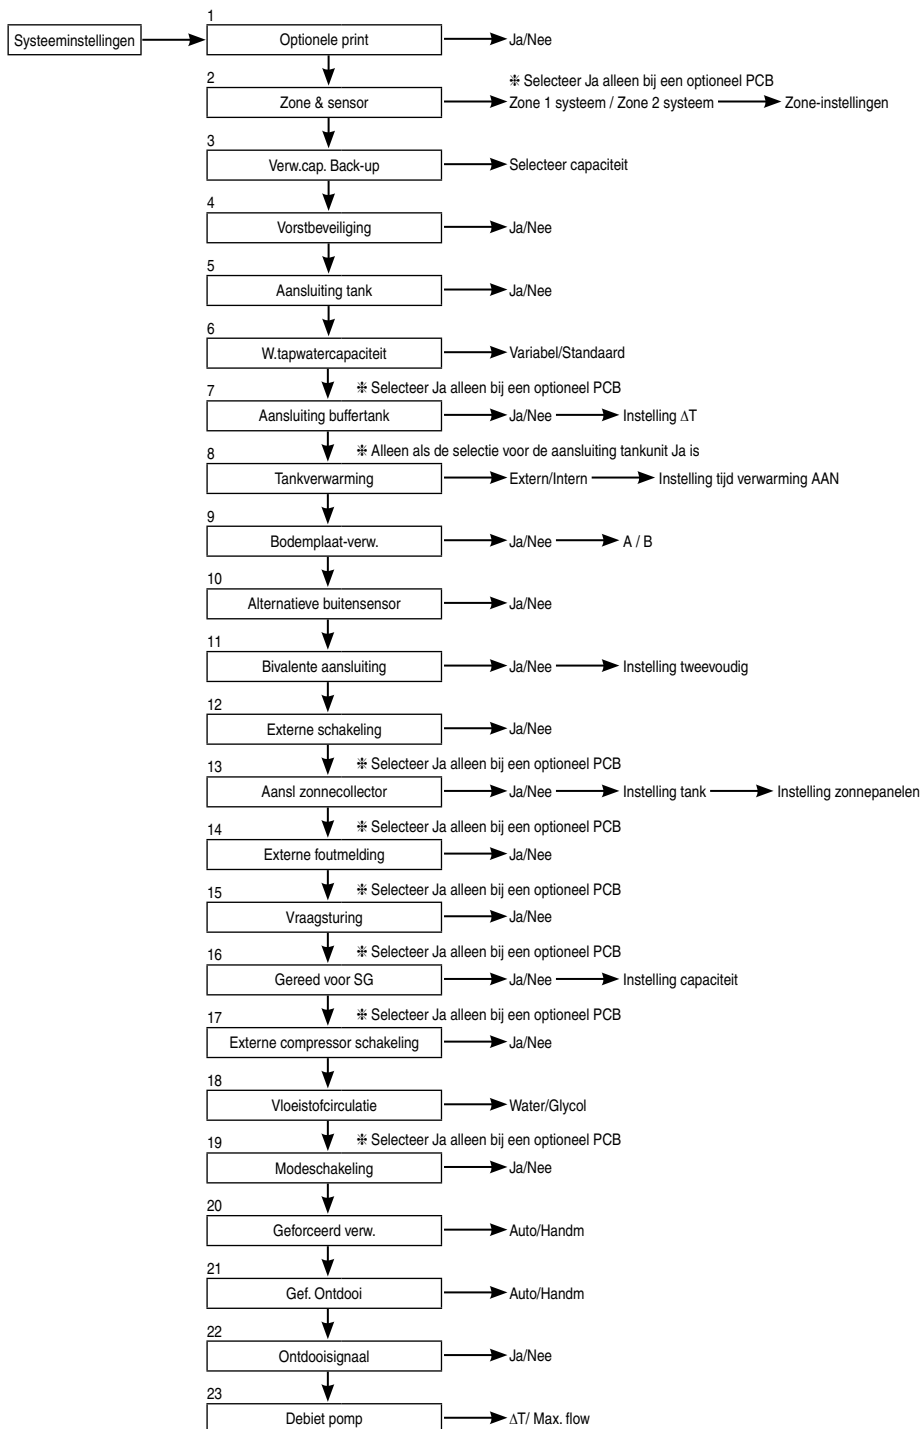 1
Systeeminstellingen
Optionele print
Ja/Nee
2
❉ Selecteer Ja alleen bij een optioneel PCB
Zone & sensor
Zone 1 systeem / Zone 2 systeem
Zone-instellingen
3
Verw.cap. Back-up
Selecteer capaciteit
4
Vorstbeveiliging
Ja/Nee
5
Aansluiting tank
Ja/Nee
6
W.tapwatercapaciteit
Variabel/Standaard
7
❉ Selecteer Ja alleen bij een optioneel PCB
Aansluiting buffertank
Ja/Nee
Instelling ΔT
8
❉ Alleen als de selectie voor de aansluiting tankunit Ja is
Tankverwarming
Extern/Intern
Instelling tijd verwarming AAN
9
Bodemplaat-verw.
Ja/Nee
A / B
10
Alternatieve buitensensor
Ja/Nee
11
Bivalente aansluiting
Ja/Nee
Instelling tweevoudig
12
Externe schakeling
Ja/Nee
13
❉ Selecteer Ja alleen bij een optioneel PCB
Aansl zonnecollector
Ja/Nee
Instelling tank
Instelling zonnepanelen
14
❉ Selecteer Ja alleen bij een optioneel PCB
Externe foutmelding
Ja/Nee
15
❉ Selecteer Ja alleen bij een optioneel PCB
Vraagsturing
Ja/Nee
16
❉ Selecteer Ja alleen bij een optioneel PCB
Gereed voor SG
Ja/Nee
Instelling capaciteit
17
❉ Selecteer Ja alleen bij een optioneel PCB
Externe compressor schakeling
Ja/Nee
18
Vloeistofcirculatie
Water/Glycol
19
❉ Selecteer Ja alleen bij een optioneel PCB
Modeschakeling
Ja/Nee
20
Geforceerd verw.
Auto/Handm
21
Gef. Ontdooi
Auto/Handm
22
Ontdooisignaal
Ja/Nee
23
Debiet pomp
ΔT/ Max. flow